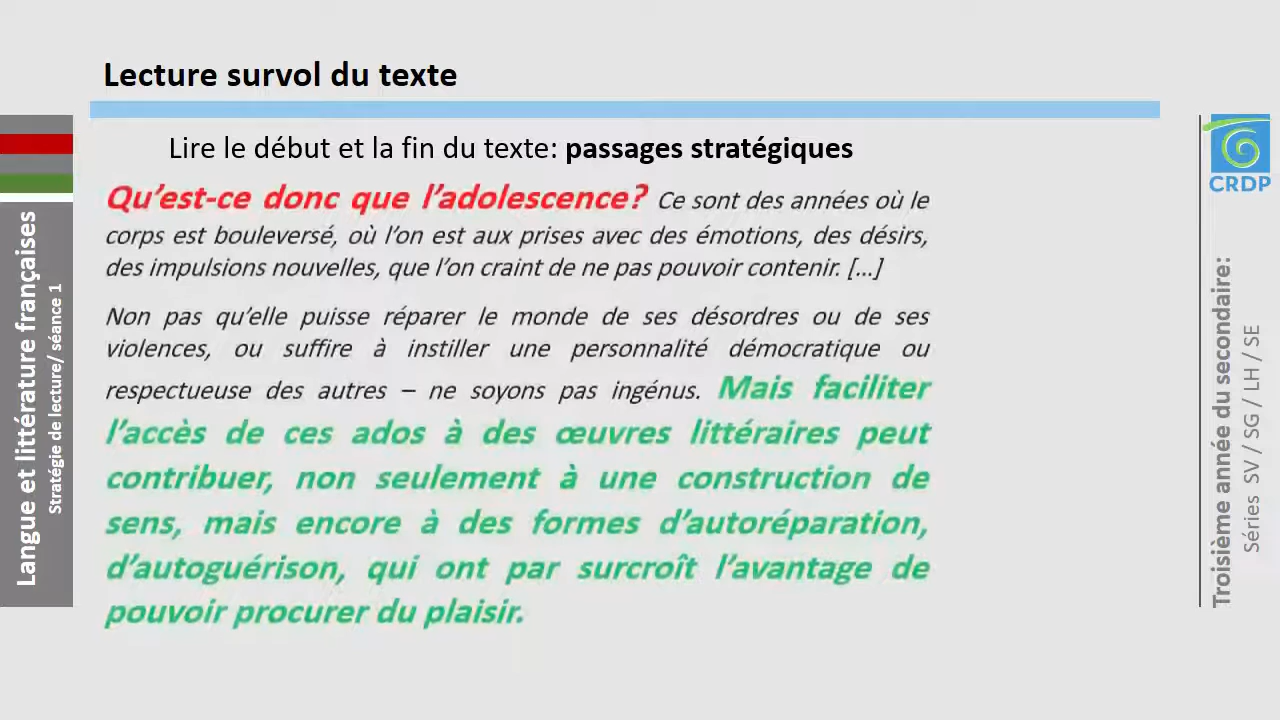 Lecture survol du texte
Lire le début et la fin du texte: passages stratégiques
Qu’est-ce donc que l’adolescence? Ce sont des années où le
corps est bouleversé, où l’on est aux prises avec des émotions, des désirs,
des impulsions nouvelles, que l’on craint de ne pas pouvoir contenir. […]
Non pas qu’elle puisse réparer le monde de ses désordres ou de ses
violences, ou suffire à instiller une personnalité démocratique ou
respectueuse des autres – ne soyons pas ingénus. Mais faciliter
l’accès de ces ados à des œuvres littéraires peut
contribuer, non seulement à une construction de
sens, mais encore à des formes d’autoréparation,
d’autoguérison, qui ont par surcroît l’avantage de
pouvoir procurer du plaisir.
Langue et littérature françaises
Stratégie de lecture/ séance 1
CRDP
Troisième année du secondaire:
Séries SV / SG / LH / SE